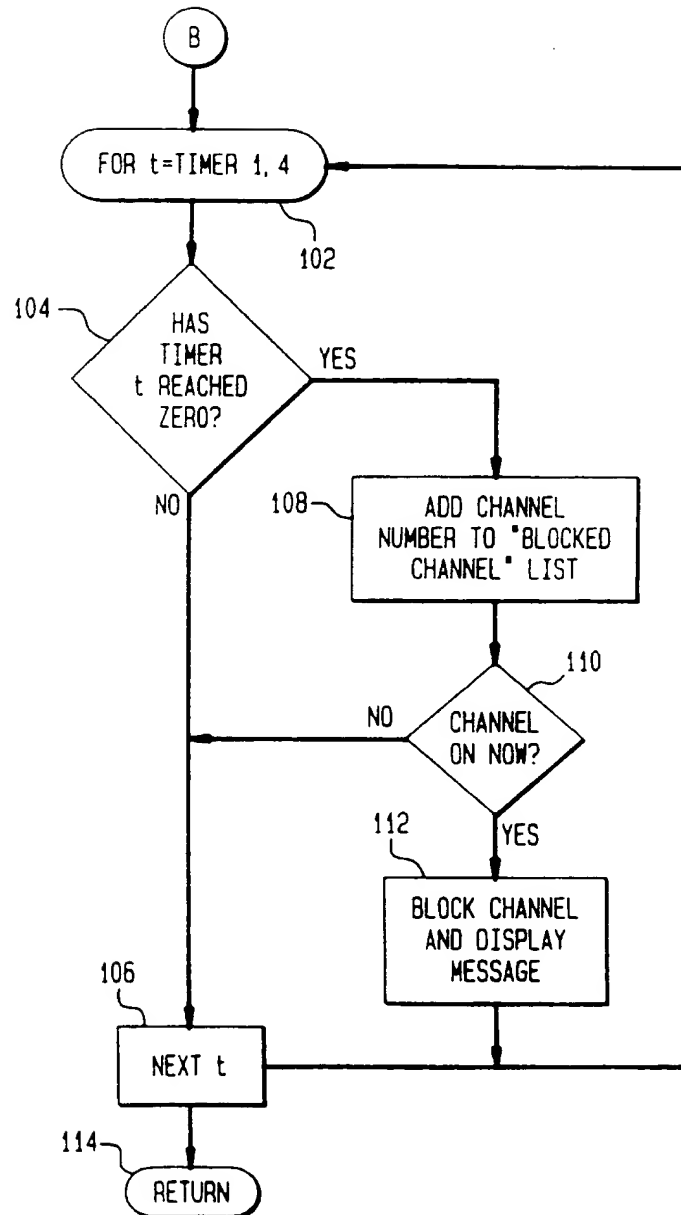 B
FOR t=TIMER 1, 4
102
104
HAS
TIMER
t REACHED
ZERO?
YES
NO
108
ADD CHANNEL
NUMBER TO "BLOCKED
CHANNEL" LIST
110
NO
CHANNEL
ON NOW?
YES
112
BLOCK CHANNEL
AND DISPLAY
MESSAGE
106
NEXT t
114
RETURN